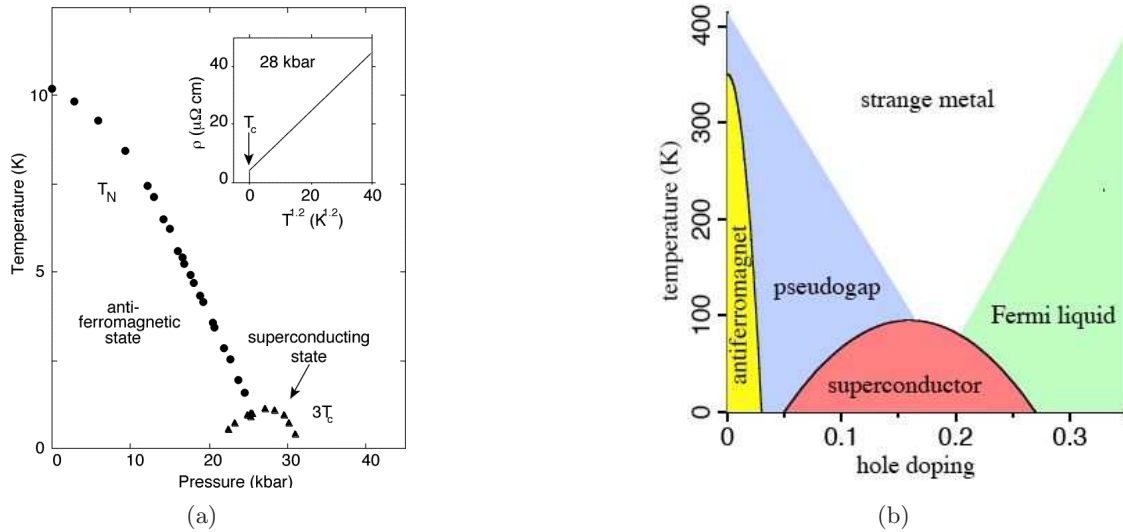 10
5
0
Temperature (K)
0
10
20
30
40
Pressure (kbar)
T_N
anti-
ferromagnetic
state
superconducting
state
3T_c
40
20
0
ρ (μΩ cm)
28 kbar
T_c
0
20
40
T^1.2 (K^1.2)
(a)
400
300
200
100
0
temperature (K)
0
0.1
0.2
0.3
hole doping
strange metal
antiferromagnet
pseudogap
Fermi liquid
superconductor
(b)